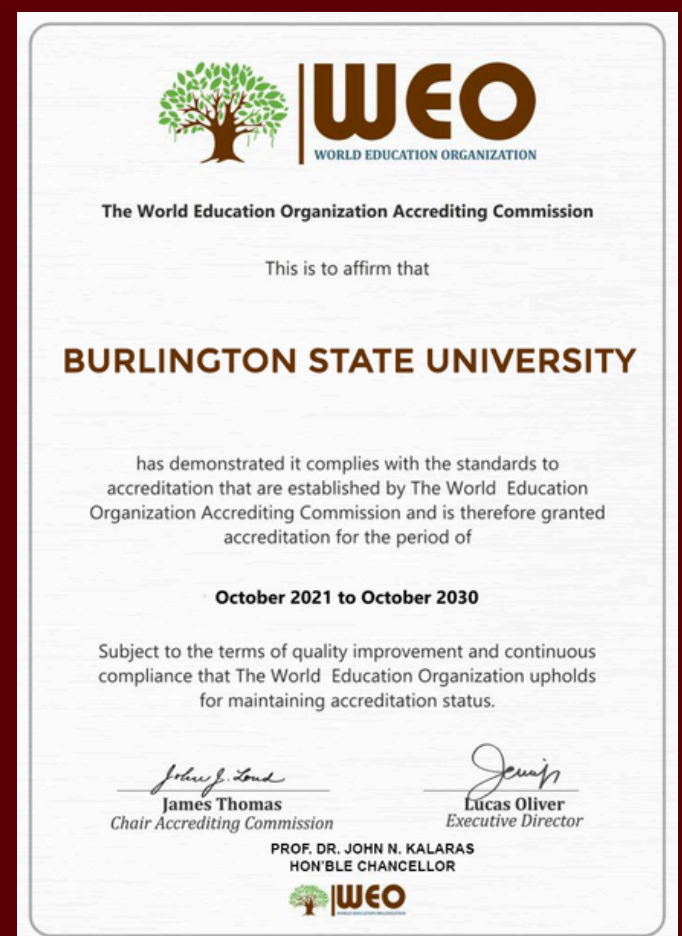 WEO
WORLD EDUCATION ORGANIZATION
The World Education Organization Accrediting Commission
This is to affirm that
BURLINGTON STATE UNIVERSITY
has demonstrated it complies with the standards to
accreditation that are established by The World Education
Organization Accrediting Commission and is therefore granted
accreditation for the period of
October 2021 to October 2030
Subject to the terms of quality improvement and continuous
compliance that The World Education Organization upholds
for maintaining accreditation status.
John J. Loud
James Thomas
Chair Accrediting Commission
Lucas Oliver
Executive Director
PROF. DR. JOHN N. KALARAS
HON'BLE CHANCELLOR
WEO
WORLD EDUCATION ORGANIZATION